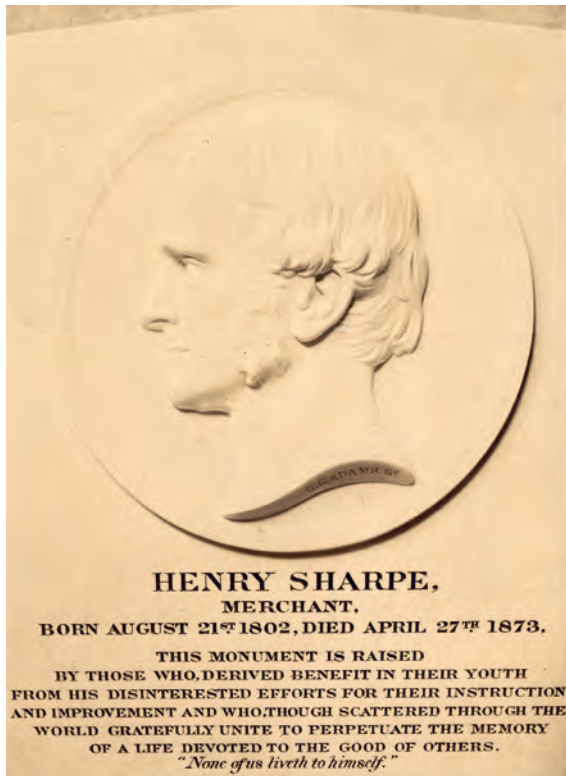 G.G.ADAMS. Sc
HENRY SHARPE,
MERCHANT,
BORN AUGUST 21ST 1802, DIED APRIL 27TH 1873.
THIS MONUMENT IS RAISED
BY THOSE WHO, DERIVED BENEFIT IN THEIR YOUTH
FROM HIS DISINTERESTED EFFORTS FOR THEIR INSTRUCTION
AND IMPROVEMENT AND WHO, THOUGH SCATTERED THROUGH THE
WORLD GRATEFULLY UNITE TO PERPETUATE THE MEMORY
OF A LIFE DEVOTED TO THE GOOD OF OTHERS.
"None of us liveth to himself."